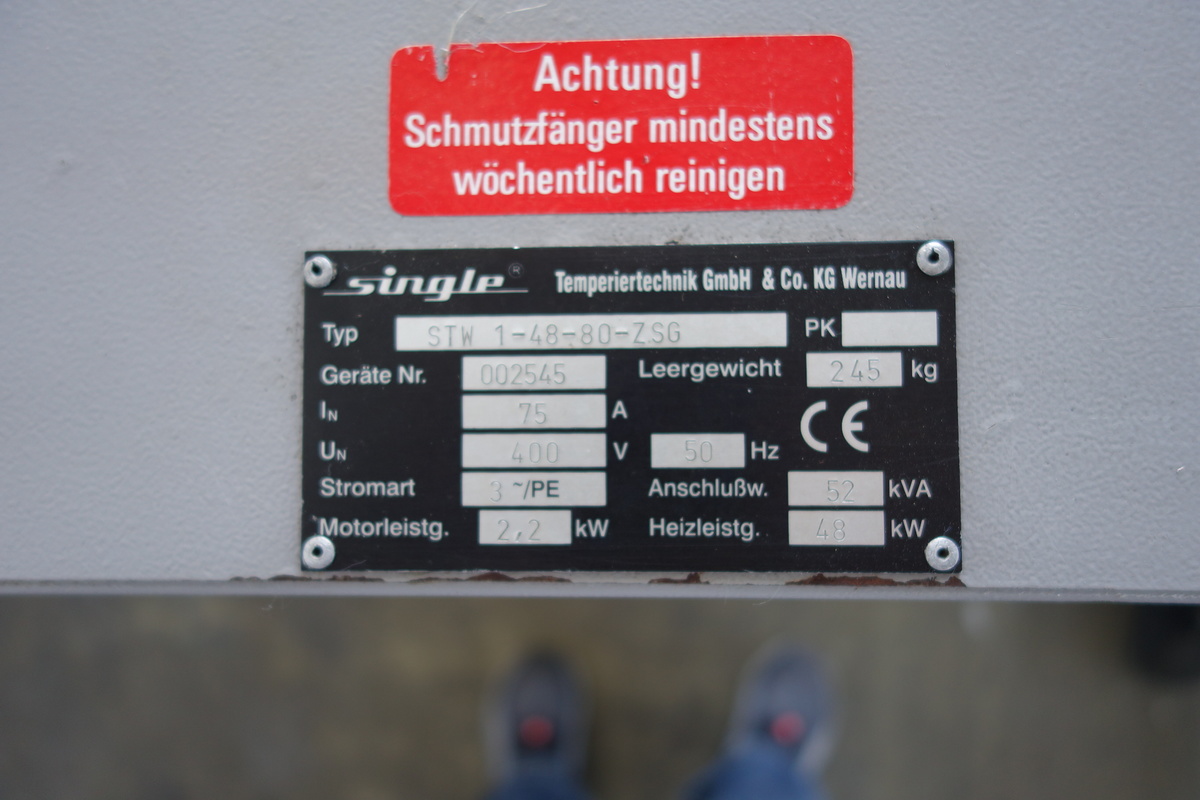 Achtung!
Schmutzfänger mindestens
wöchentlich reinigen
single® Temperiertechnik GmbH & Co. KG Wernau
Typ STW 1-48-80-ZSG PK
Geräte Nr. 002545 Leergewicht 245 kg
IN 75 A CE
UN 400 V 50 Hz
Stromart 3 ~/PE Anschlußw. 52 kVA
Motorleistg. 2,2 kW Heizleistg. 48 kW